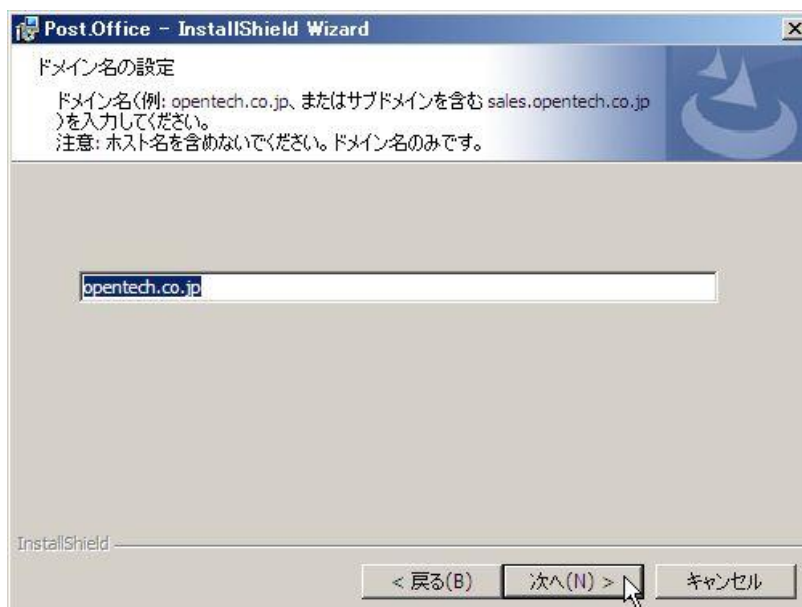 Post.Office - InstallShield Wizard
ドメイン名の設定
ドメイン名(例: opentech.co.jp、またはサブドメインを含む sales.opentech.co.jp
)を入力してください。
注意: ホスト名を含めないでください。ドメイン名のみです。
opentech.co.jp
InstallShield
< 戻る(B)
次へ(N) >
キャンセル